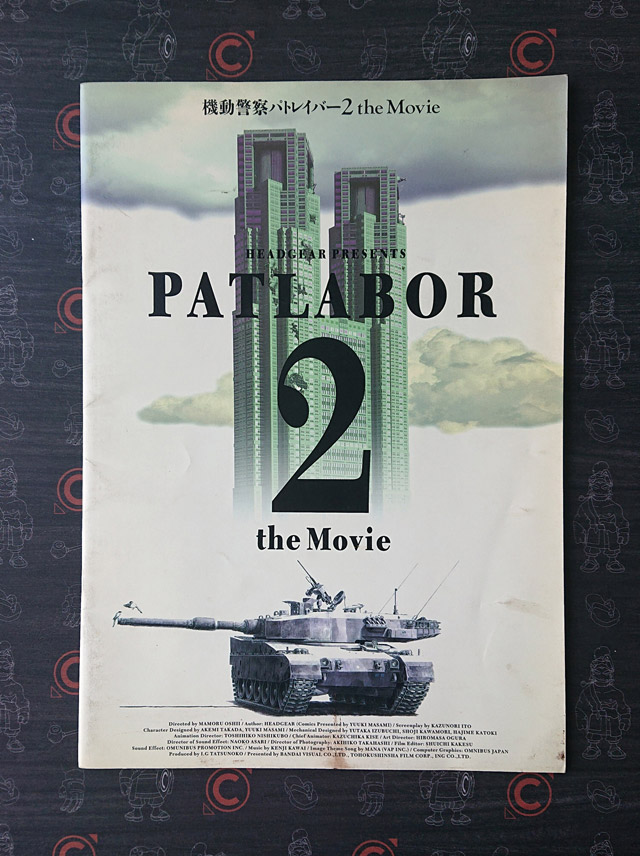 機動警察パトレイバー2 the Movie
HEADGEAR PRESENTS
PATLABOR
2
the Movie
Directed by MAMORU OSHII / Author: HEADGEAR (Comics Presented by YUUKI MASAMI) / Screenplay by KAZUNORI ITO
Character Designed by AKEMI TAKADA, YUUKI MASAMI / Mechanical Designed by YUTAKA IZUBUCHI, SHOJI KAWAMORI, HAJIME KATOKI
Animation Director: TOSHIHIKO NISHIKUBO / Chief Animator: KAZUCHIKA KISE / Art Director: HIROMASA OGURA
Director of Sound Effect: NAOKO ASARI / Director of Photography: AKIHIKO TAKAHASHI / Film Editor: SHUICHI KAKESU
Sound Effect: OMUNIBUS PROMOTION INC. / Music by KENJI KAWAI / Image Theme Song by MANA (VAP INC.) / Computer Graphics: OMNIBUS JAPAN
Produced by I.G TATSUNOKO / Presented by BANDAI VISUAL CO.,LTD., TOHOKUSHINSHA FILM CORP., ING CO.,LTD.